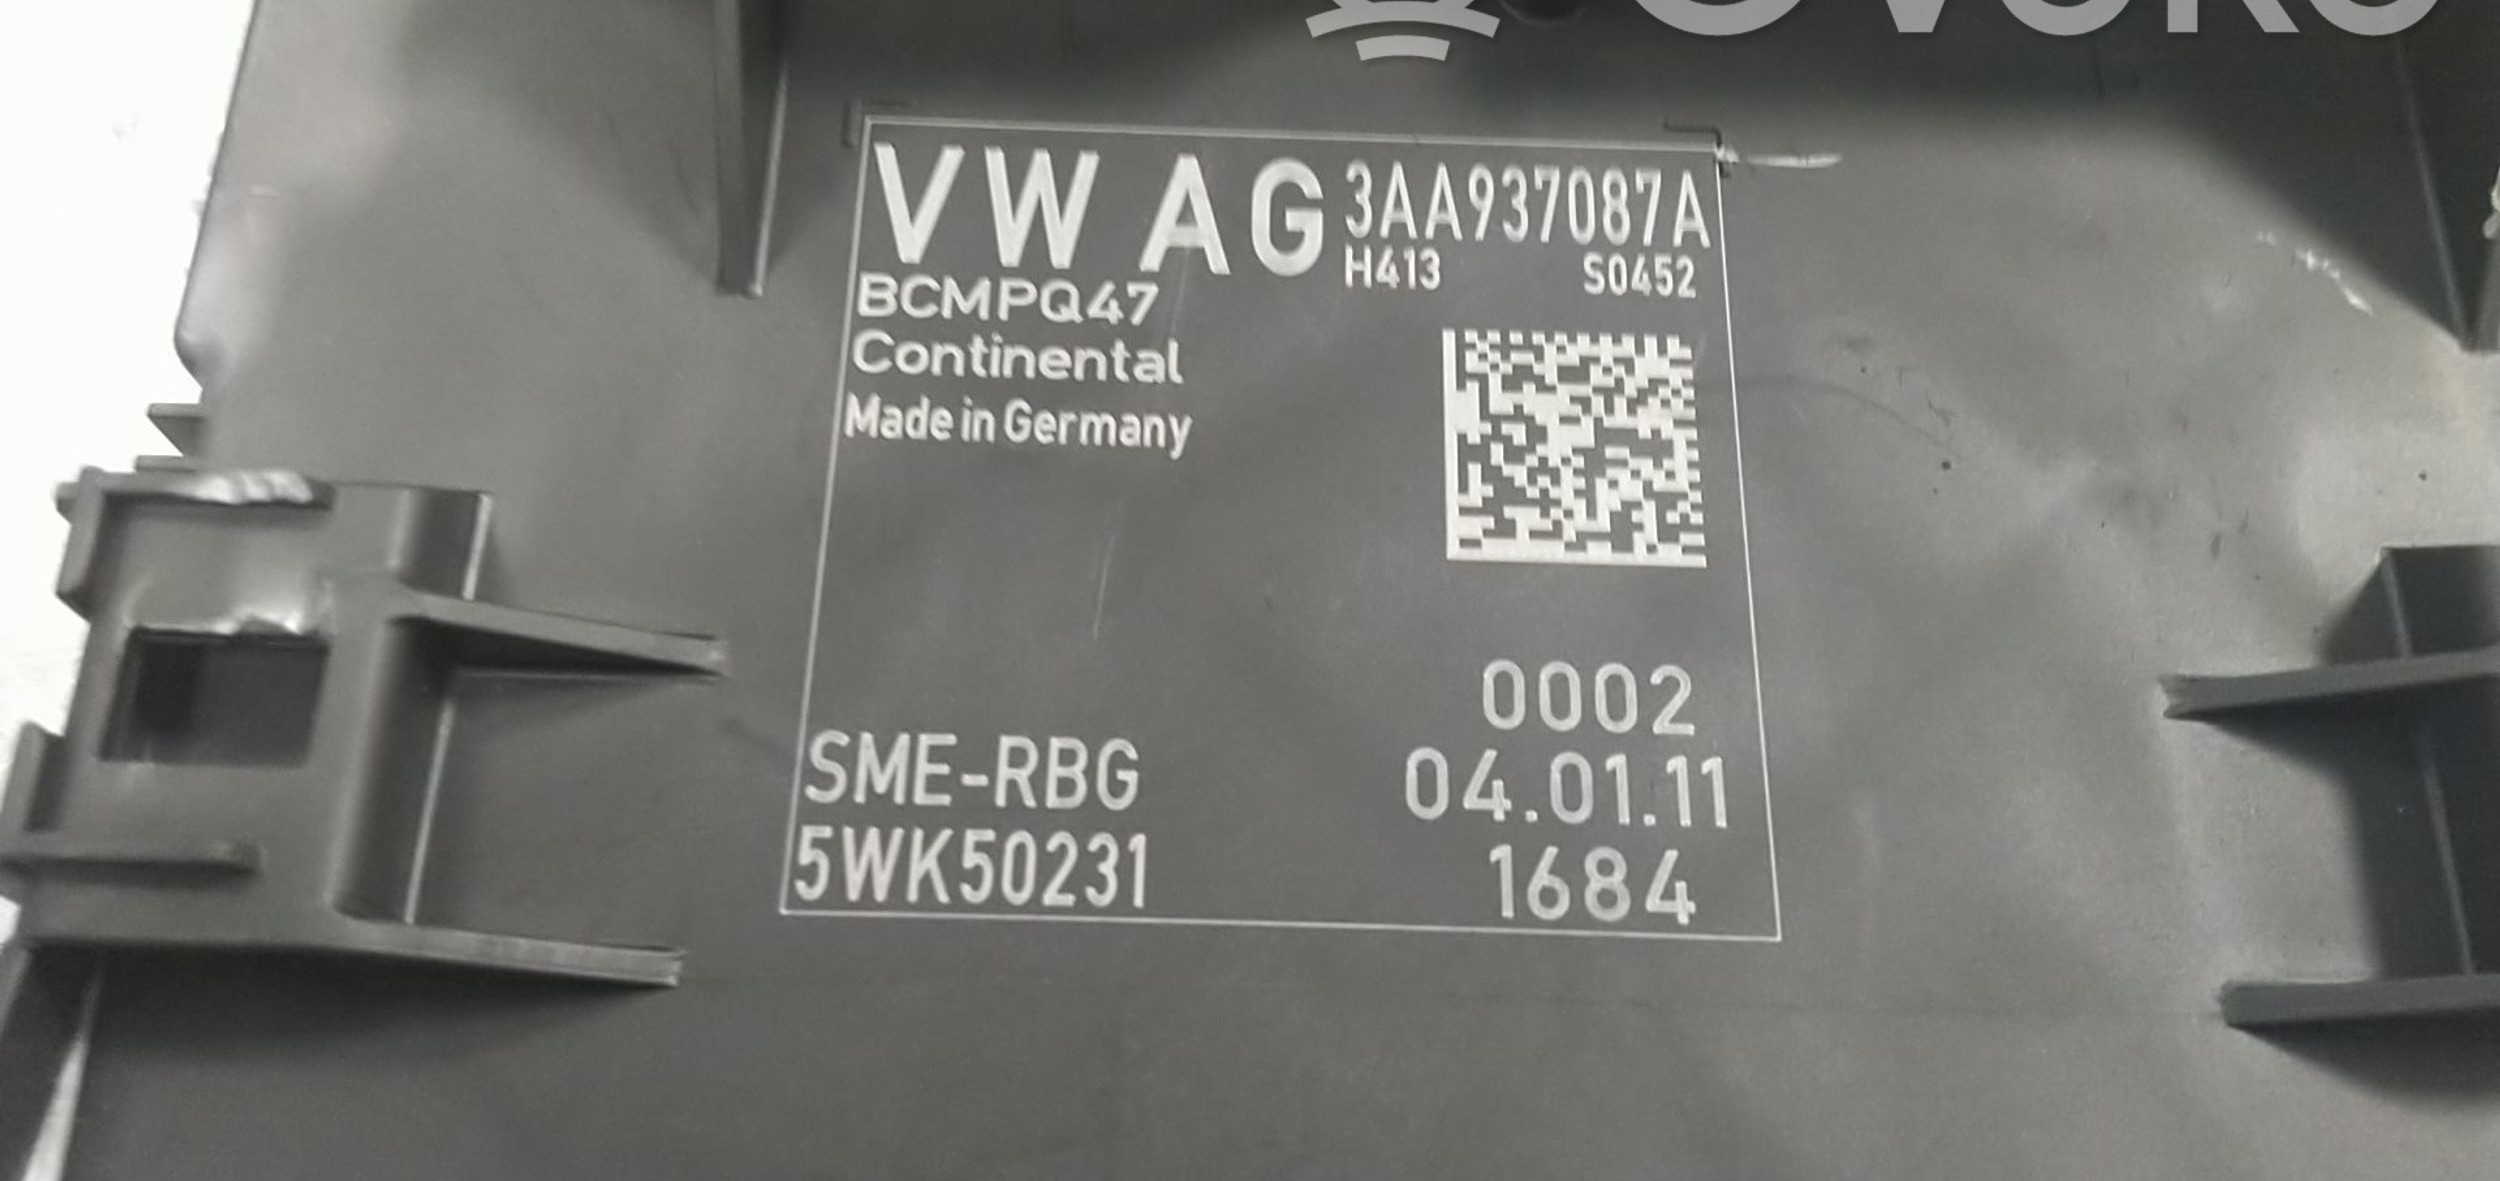 VW AG 3AA937087A
H413 S0452
BCMPQ47
Continental
Made in Germany
0002
SME-RBG 04.01.11
5WK50231 1684